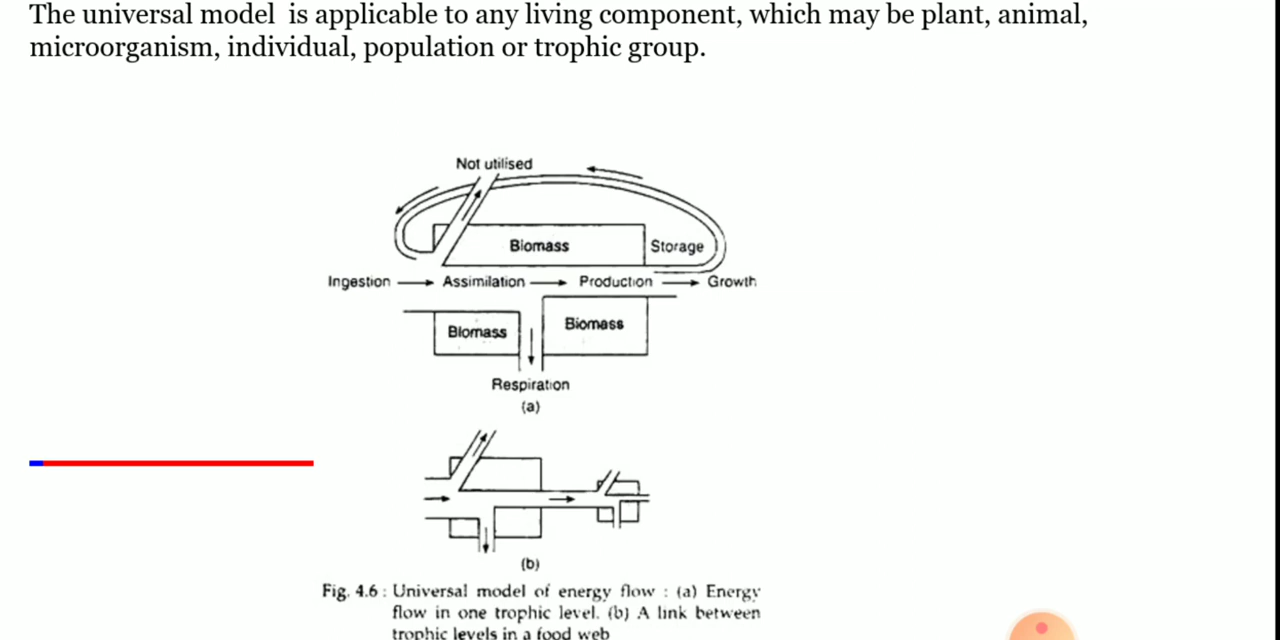 The universal model is applicable to any living component, which may be plant, animal,
microorganism, individual, population or trophic group.
Not utilised
Biomass
Storage
Ingestion
Assimilation
Production
Growth
Biomass
Biomass
Respiration
(a)
(b)
Fig. 4.6 : Universal model of energy flow : (a) Energy
flow in one trophic level. (b) A link between
trophic levels in a food web